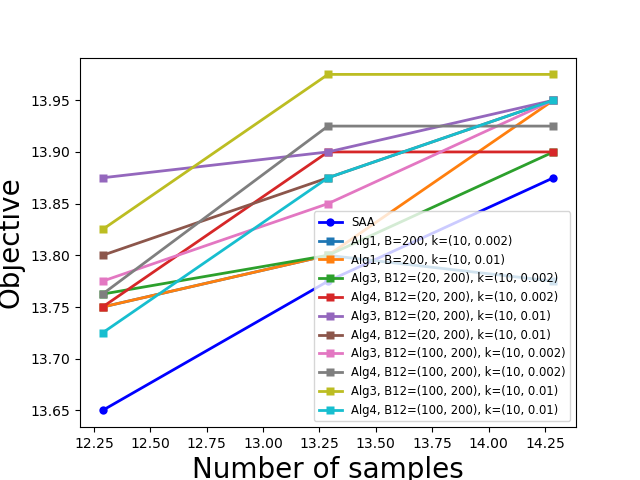 13.95
13.90
13.85
13.80
13.75
13.70
13.65
Objective
SAA
Alg1, B=200, k=(10, 0.002)
Alg1, B=200, k=(10, 0.01)
Alg3, B12=(20, 200), k=(10, 0.002)
Alg4, B12=(20, 200), k=(10, 0.002)
Alg3, B12=(20, 200), k=(10, 0.01)
Alg4, B12=(20, 200), k=(10, 0.01)
Alg3, B12=(100, 200), k=(10, 0.002)
Alg4, B12=(100, 200), k=(10, 0.002)
Alg3, B12=(100, 200), k=(10, 0.01)
Alg4, B12=(100, 200), k=(10, 0.01)
12.25 12.50 12.75 13.00 13.25 13.50 13.75 14.00 14.25
Number of samples